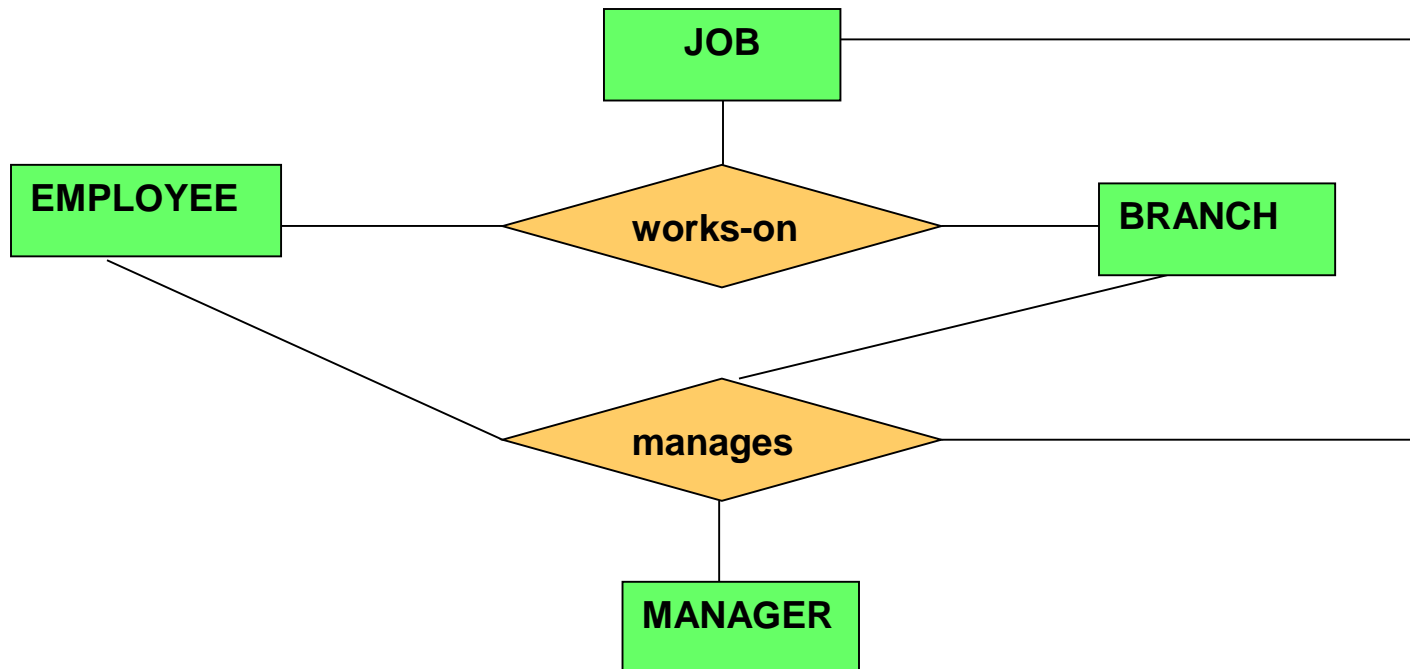 JOB
EMPLOYEE
works-on
BRANCH
manages
MANAGER